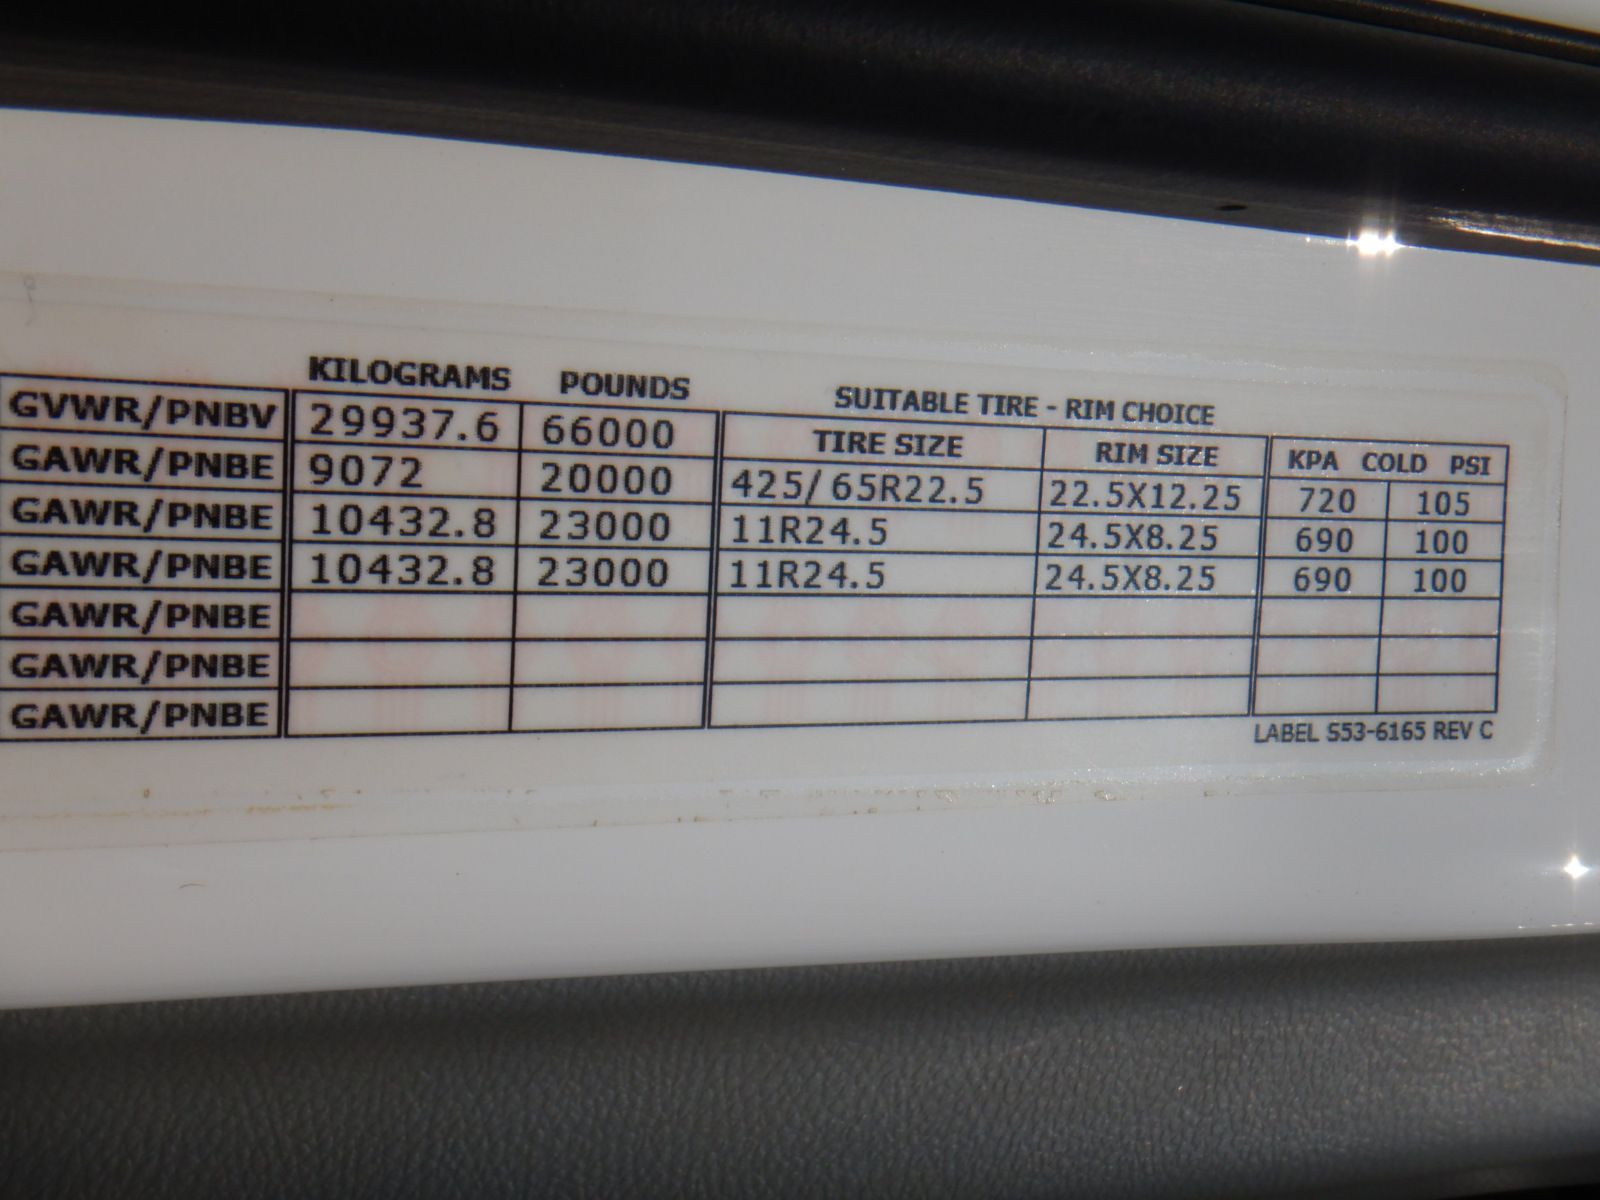 KILOGRAMS POUNDS SUITABLE TIRE - RIM CHOICE
GVWR/PNBV 29937.6 66000 TIRE SIZE RIM SIZE KPA COLD PSI
GAWR/PNBE 9072 20000 425/65R22.5 22.5X12.25 720 105
GAWR/PNBE 10432.8 23000 11R24.5 24.5X8.25 690 100
GAWR/PNBE 10432.8 23000 11R24.5 24.5X8.25 690 100
GAWR/PNBE
GAWR/PNBE
GAWR/PNBE
LABEL S53-6165 REV C